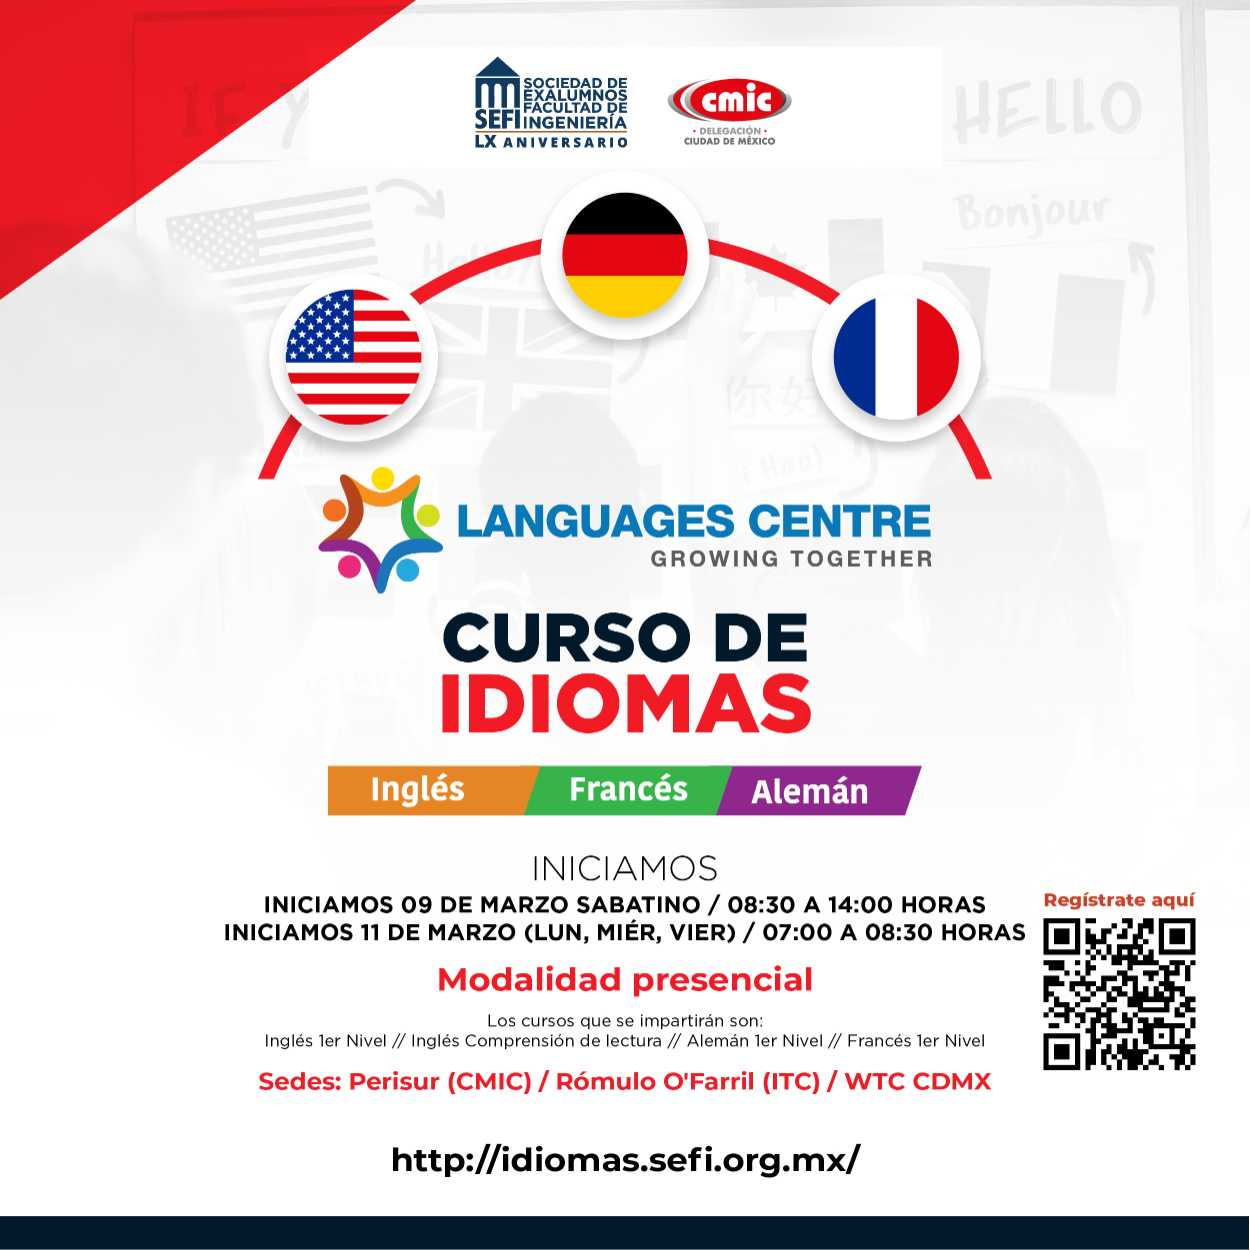 SOCIEDAD DE
EXALUMNOS
FACULTAD DE
SEFI INGENIERÍA
LX ANIVERSARIO
cmic
• DELEGACIÓN •
CIUDAD DE MÉXICO
HELLO
Bonjour
Hello
你好
LANGUAGES CENTRE
GROWING TOGETHER
CURSO DE
IDIOMAS
Inglés Francés Alemán
INICIAMOS
INICIAMOS 09 DE MARZO SABATINO / 08:30 A 14:00 HORAS
INICIAMOS 11 DE MARZO (LUN, MIÉR, VIER) / 07:00 A 08:30 HORAS
Regístrate aquí
Modalidad presencial
Los cursos que se impartirán son:
Inglés 1er Nivel // Inglés Comprensión de lectura // Alemán 1er Nivel // Francés 1er Nivel
Sedes: Perisur (CMIC) / Rómulo O'Farril (ITC) / WTC CDMX
http://idiomas.sefi.org.mx/